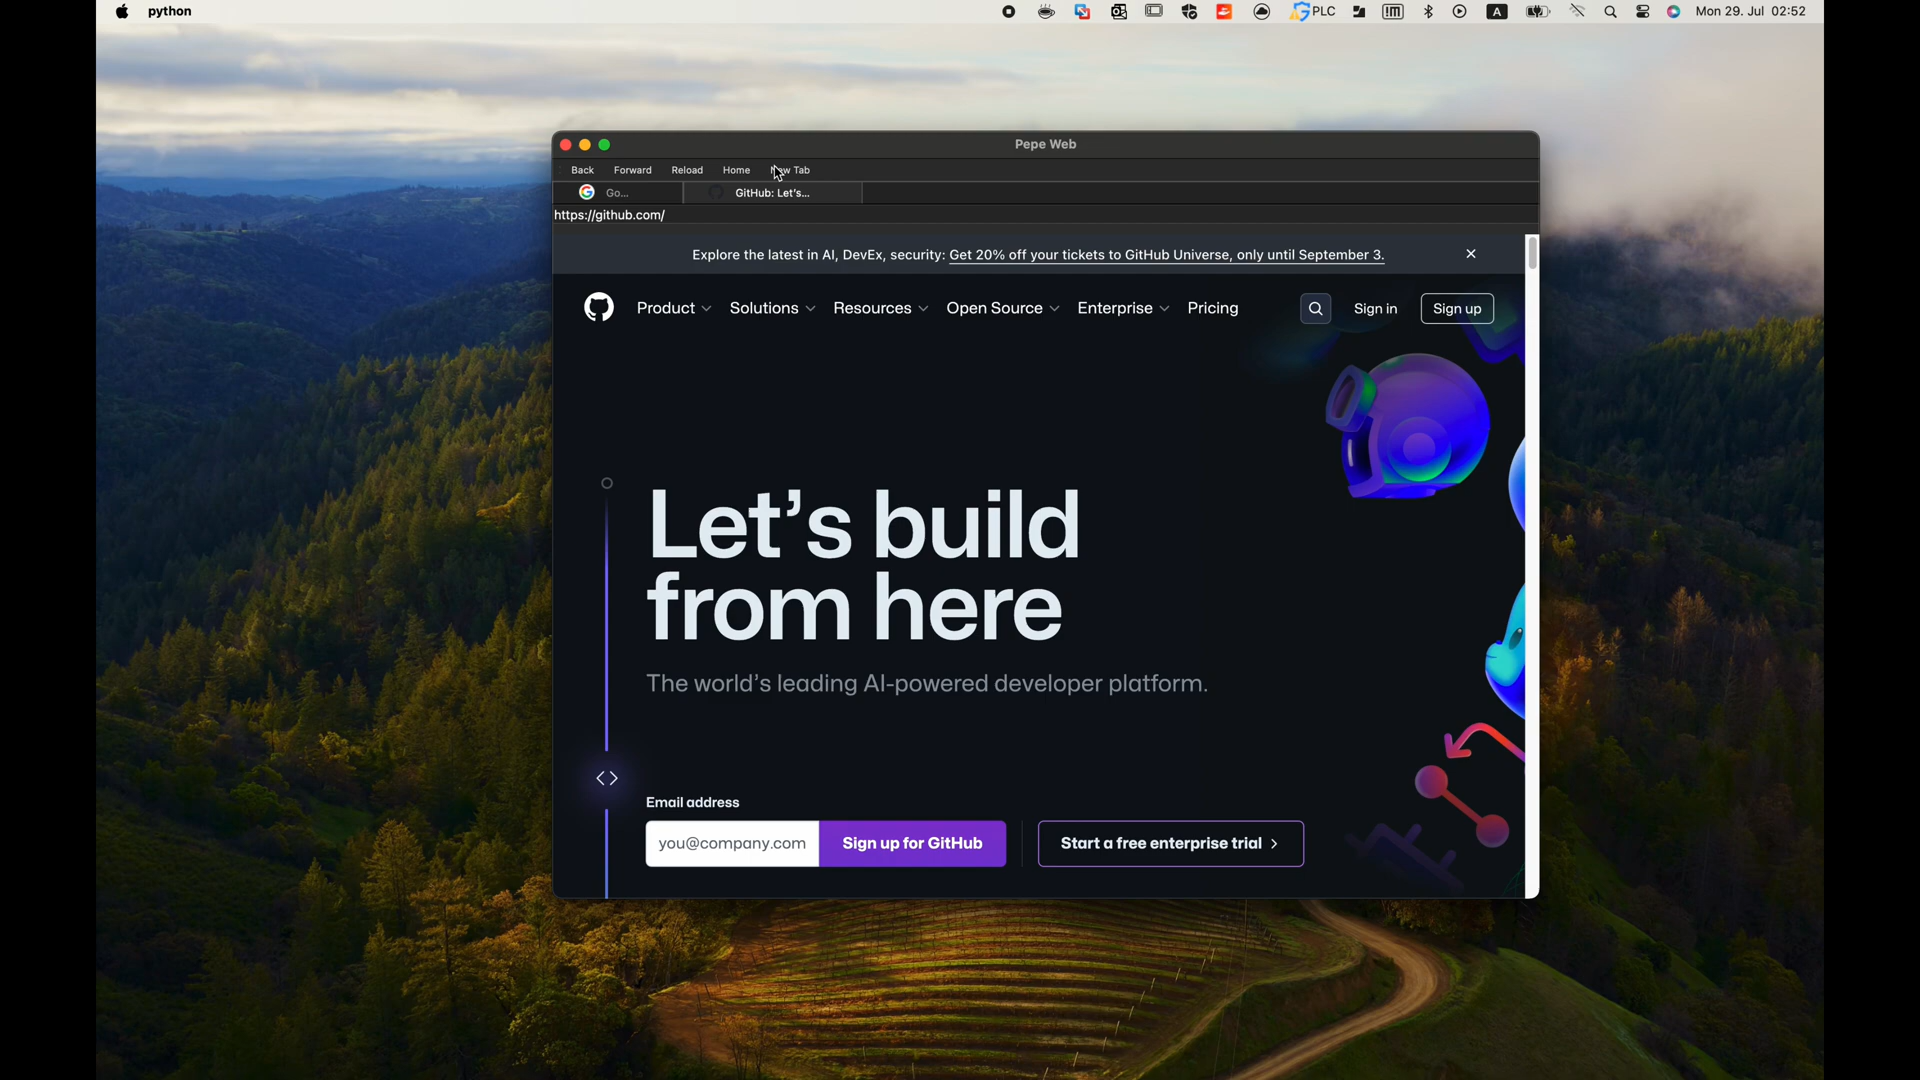 python
PLC
A
Mon 29. Jul 02:52
Pepe Web
Back Forward Reload Home Tab
Go... GitHub: Let's...
https://github.com/
Explore the latest in AI, DevEx, security: Get 20% off your tickets to GitHub Universe, only until September 3.
Product Solutions Resources Open Source Enterprise Pricing Sign in Sign up
Let’s build
from here
The world’s leading AI-powered developer platform.
Email address
you@company.com Sign up for GitHub Start a free enterprise trial